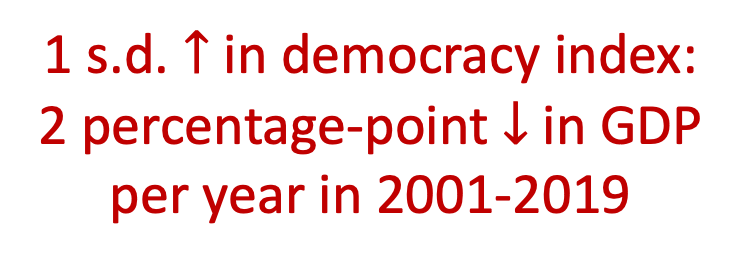 1 s.d. ↑ in democracy index:
2 percentage-point ↓ in GDP
per year in 2001-2019